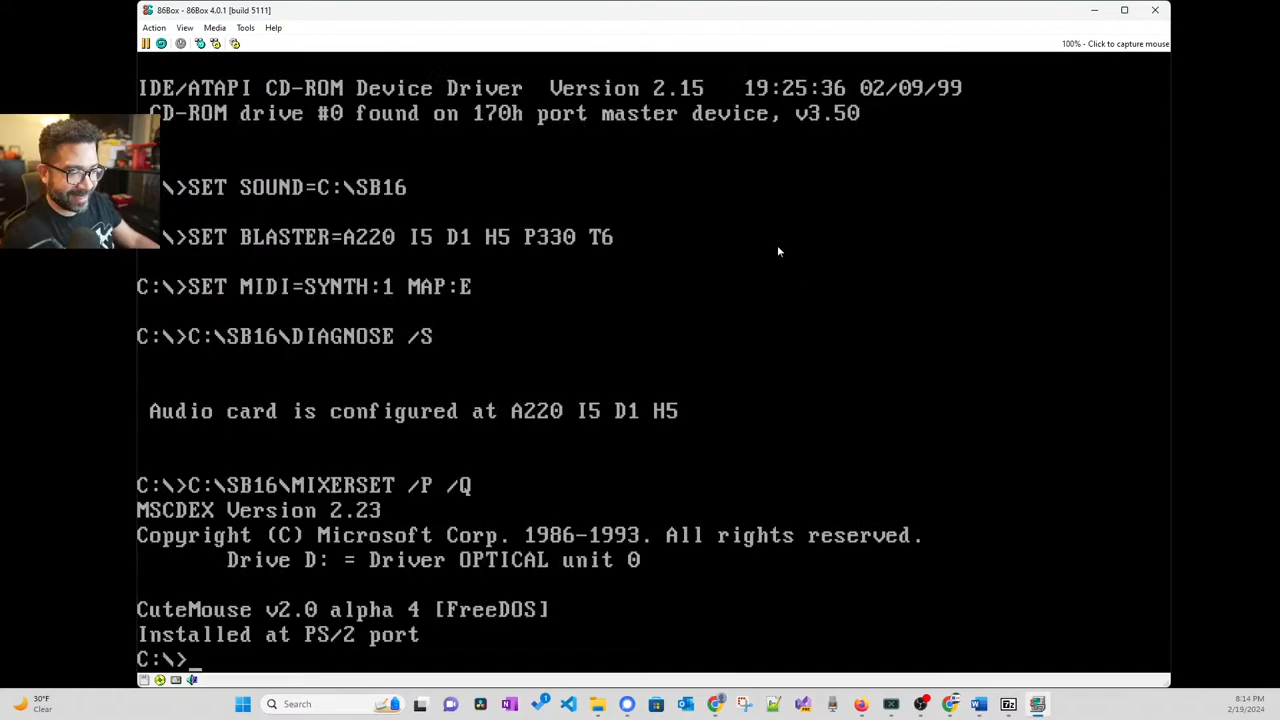 86Box - 86Box 4.0.1 [build 5111]
Action View Media Tools Help
100% - Click to capture mouse
IDE/ATAPI CD-ROM Device Driver Version 2.15 19:25:36 02/09/99
CD-ROM drive #0 found on 170h port master device, v3.50
\>SET SOUND=C:\SB16
\>SET BLASTER=A220 I5 D1 H5 P330 T6
C:\>SET MIDI=SYNTH:1 MAP:E
C:\>C:\SB16\DIAGNOSE /S
Audio card is configured at A220 I5 D1 H5
C:\>C:\SB16\MIXERSET /P /Q
MSCDEX Version 2.23
Copyright (C) Microsoft Corp. 1986-1993. All rights reserved.
Drive D: = Driver OPTICAL unit 0
CuteMouse v2.0 alpha 4 [FreeDOS]
Installed at PS/2 port
C:\>_
30°F
Clear
Search
8:14 PM
2/19/2024